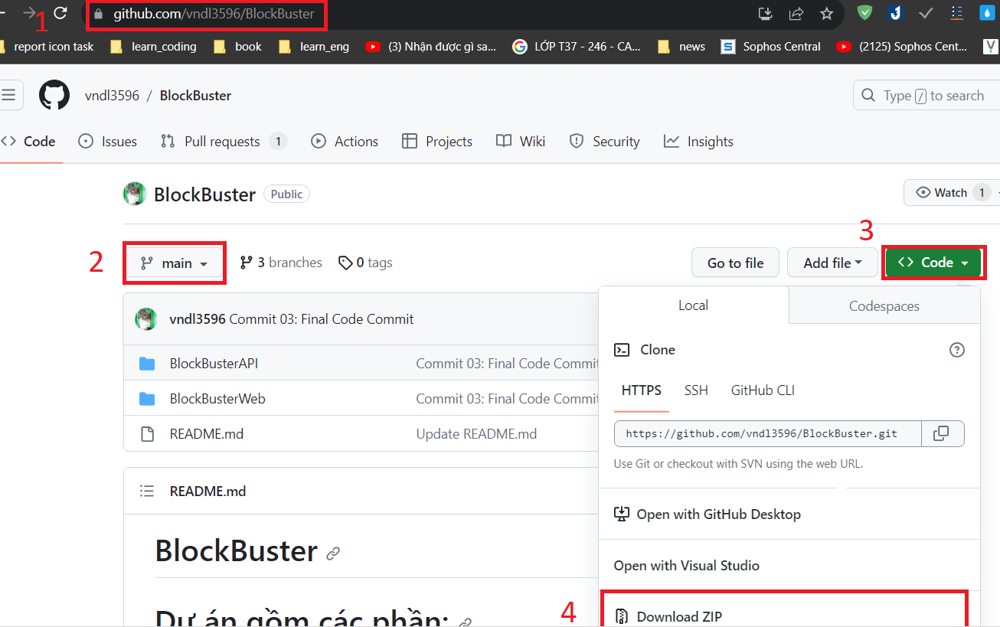 1
github.com/vndl3596/BlockBuster
report icon task learn_coding book learn_eng (3) Nhận được gì sa... LỚP T37 - 246 - CA... news S Sophos Central (2125) Sophos Cent... V
vndl3596 / BlockBuster
Type / to search
Code Issues Pull requests 1 Actions Projects Wiki Security Insights
BlockBuster Public
Watch 1
3
2
main 3 branches 0 tags Go to file Add file Code
Local Codespaces
vndl3596 Commit 03: Final Code Commit
Clone
BlockBusterAPI Commit 03: Final Code Commit
HTTPS SSH GitHub CLI
BlockBusterWeb Commit 03: Final Code Commit
README.md Update README.md
https://github.com/vndl3596/BlockBuster.git
Use Git or checkout with SVN using the web URL.
README.md
Open with GitHub Desktop
BlockBuster
Open with Visual Studio
4
Dự án gồm các phần:
Download ZIP